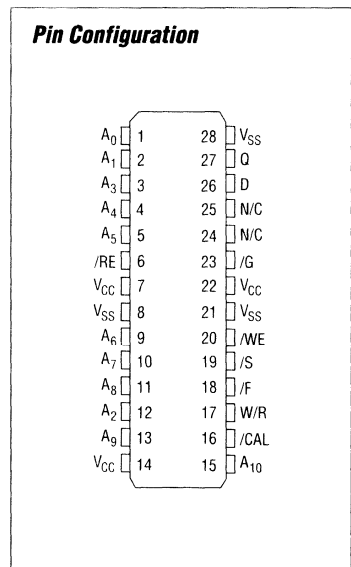 Pin Configuration
A0 1 28 VSS
A1 2 27 Q
A3 3 26 D
A4 4 25 N/C
A5 5 24 N/C
/RE 6 23 /G
VCC 7 22 VCC
VSS 8 21 VSS
A6 9 20 /WE
A7 10 19 /S
A8 11 18 /F
A2 12 17 W/R
A9 13 16 /CAL
VCC 14 15 A10